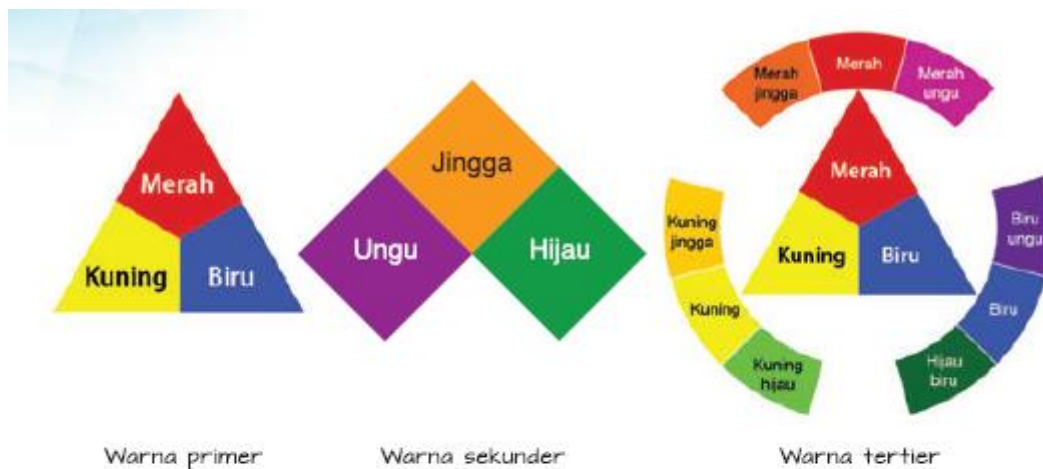 Merah
Kuning
Biru
Jingga
Ungu
Hijau
Merah
jingga
Merah
Merah
ungu
Merah
Kuning
Biru
Kuning
jingga
Kuning
Kuning
hijau
Biru
ungu
Biru
Hijau
biru
Warna primer
Warna sekunder
Warna tertier